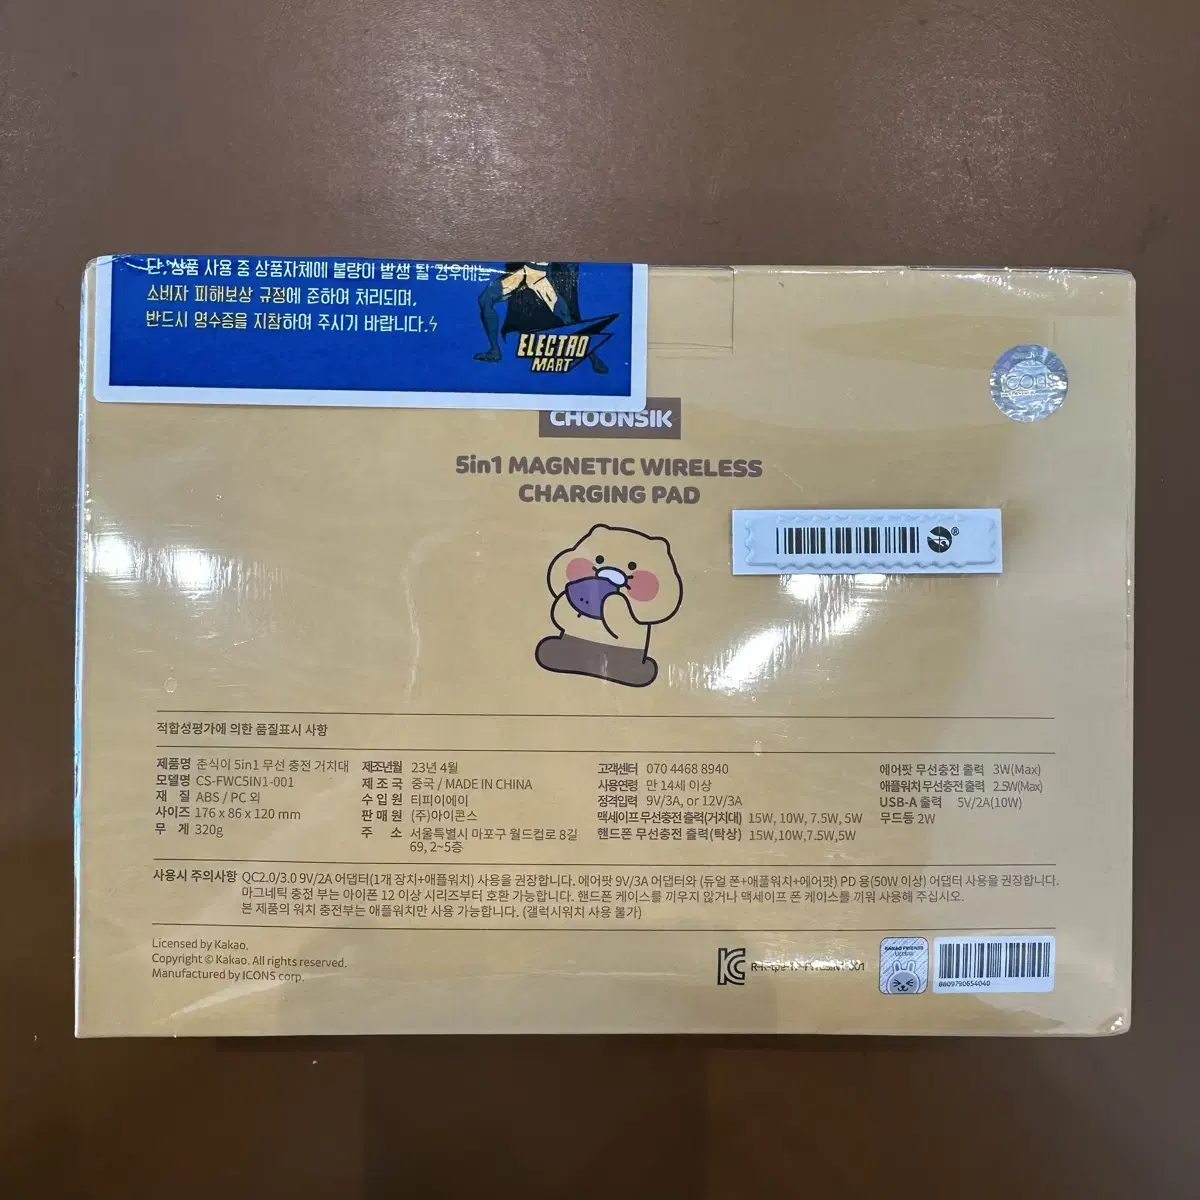 단, 상품 사용 중 상품자체에 불량이 발생 될 경우에는
소비자 피해보상 규정에 준하여 처리되며,
반드시 영수증을 지참하여 주시기 바랍니다.
ELECTRO
MART
icons
CHOONSIK
5in1 MAGNETIC WIRELESS
CHARGING PAD
적합성평가에 의한 품질표시 사항
제품명 춘식이 5in1 무선 충전 거치대
모델명 CS-FWC5IN1-001
재 질 ABS / PC 외
사이즈 176 x 86 x 120 mm
무 게 320g
제조년월 23년 4월
제 조 국 중국 / MADE IN CHINA
수 입 원 티피이에이
판 매 원 (주)아이콘스
주 소 서울특별시 마포구 월드컵로 8길
69, 2~5층
고객센터 070 4468 8940
사용연령 만 14세 이상
정격입력 9V/3A, or 12V/3A
맥세이프 무선충전 출력(거치대) 15W, 10W, 7.5W, 5W
핸드폰 무선충전 출력(탁상) 15W,10W,7.5W,5W
에어팟 무선충전 출력 3W(Max)
애플워치 무선충전 출력 2.5W(Max)
USB-A 출력 5V/2A(10W)
무드등 2W
사용시 주의사항 QC2.0/3.0 9V/2A 어댑터(1개 장치+애플워치) 사용을 권장합니다. 에어팟 9V/3A 어댑터와 (듀얼 폰+애플워치+에어팟) PD 용(50W 이상) 어댑터 사용을 권장합니다.
마그네틱 충전 부는 아이폰 12 이상 시리즈부터 호환 가능합니다. 핸드폰 케이스를 끼우지 않거나 맥세이프 폰 케이스를 끼워 사용해 주십시오.
본 제품의 워치 충전부는 애플워치만 사용 가능합니다. (갤럭시워치 사용 불가)
Licensed by Kakao.
Copyright © Kakao. All rights reserved.
Manufactured by ICONS corp.
KAKAO FRIENDS
8809790654040